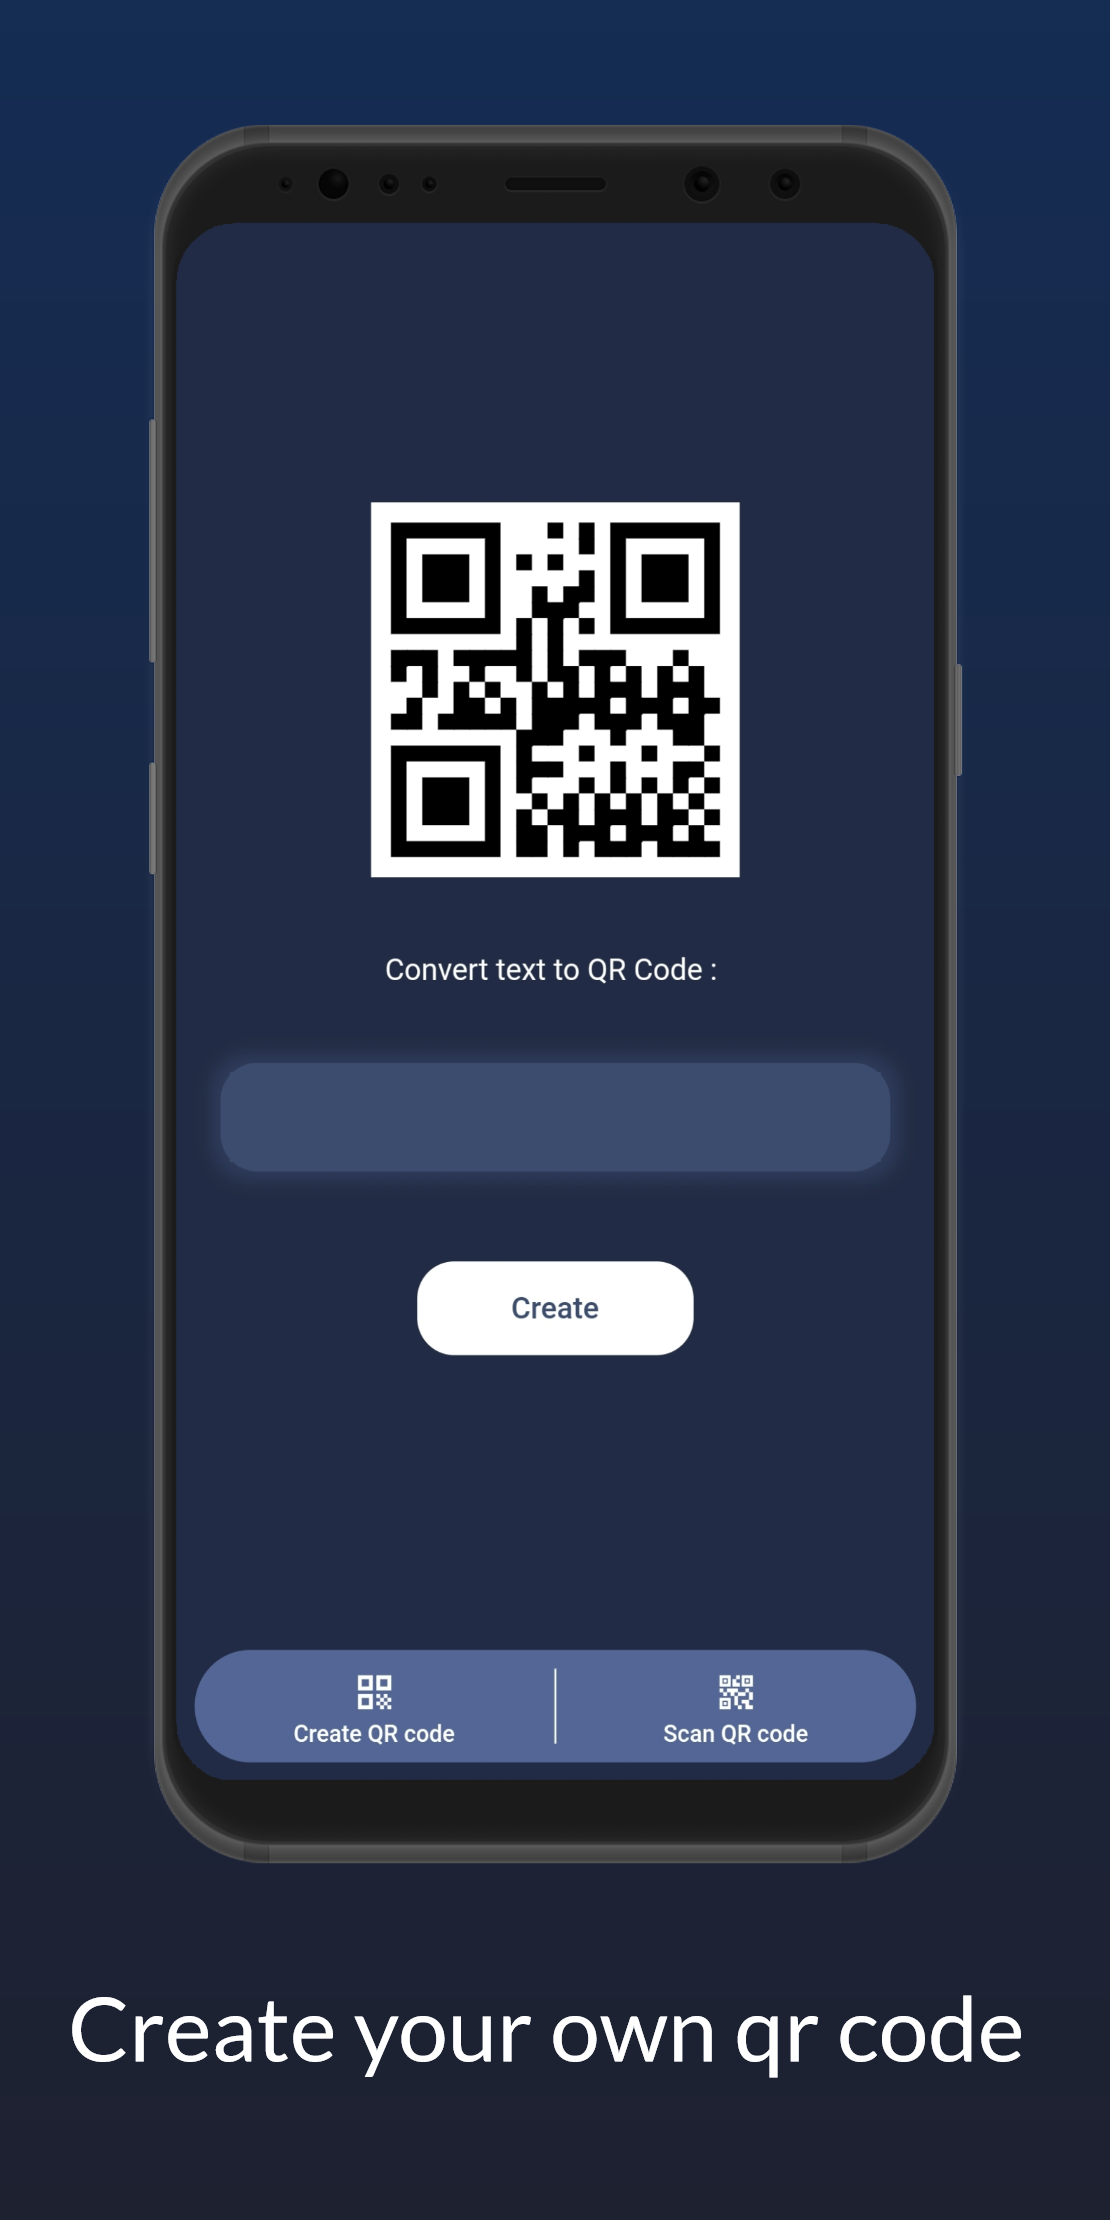 Convert text to QR Code :
Create
Create QR code
Scan QR code
Create your own qr code